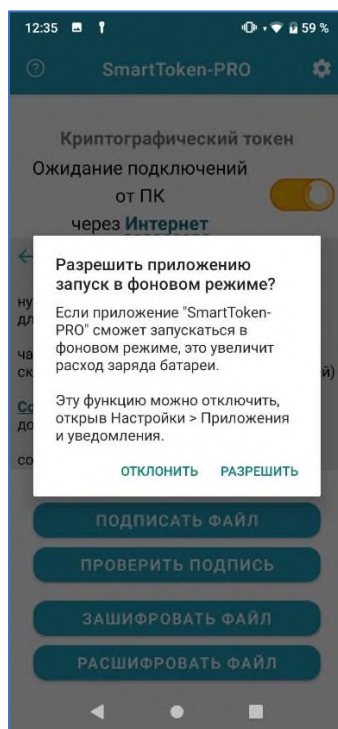 12:35
59 %
SmartToken-PRO
Криптографический токен
Ожидание подключений
от ПК
через Интернет
Разрешить приложению
запуск в фоновом режиме?
Если приложение "SmartToken-
PRO" сможет запускаться в
фоновом режиме, это увеличит
расход заряда батареи.
Эту функцию можно отключить,
открыв Настройки > Приложения
и уведомления.
ОТКЛОНИТЬ РАЗРЕШИТЬ
ПОДПИСАТЬ ФАЙЛ
ПРОВЕРИТЬ ПОДПИСЬ
ЗАШИФРОВАТЬ ФАЙЛ
РАСШИФРОВАТЬ ФАЙЛ